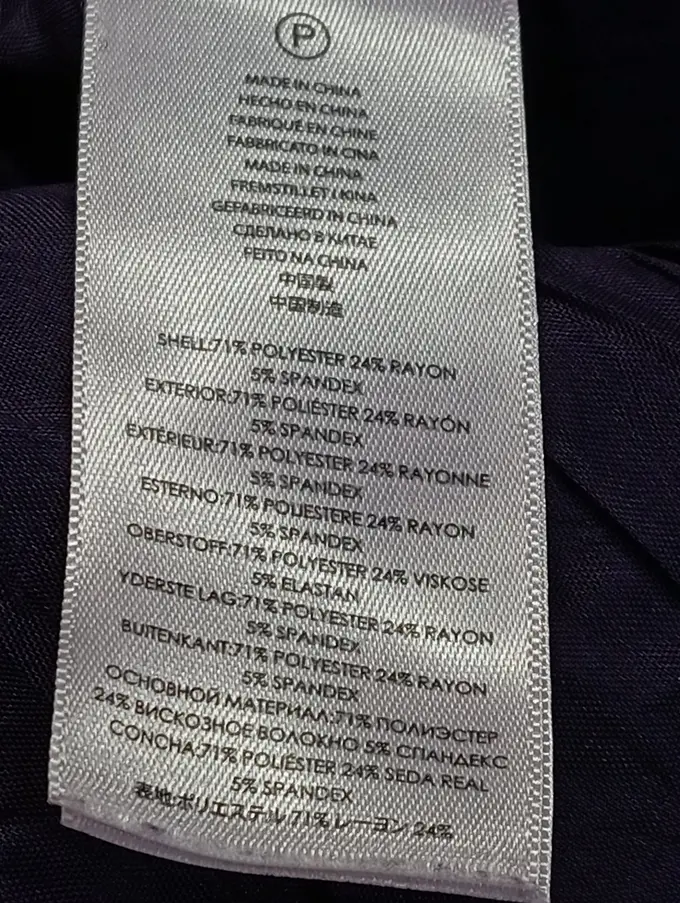 P
MADE IN CHINA
HECHO EN CHINA
FABRIQUÉ EN CHINE
FABBRICATO IN CINA
MADE IN CHINA
FREMSTILLET I KINA
GEFABRICEERD IN CHINA
СДЕЛАНО В КИТАЕ
FEITO NA CHINA
中国製
中国制造
SHELL:71% POLYESTER 24% RAYON
5% SPANDEX
EXTERIOR:71% POLIÉSTER 24% RAYÓN
5% SPANDEX
EXTÉRIEUR:71% POLYESTER 24% RAYONNE
5% SPANDEX
ESTERNO:71% POLIESTERE 24% RAYON
5% SPANDEX
OBERSTOFF:71% POLYESTER 24% VISKOSE
5% ELASTAN
YDERSTE LAG:71% POLYESTER 24% RAYON
5% SPANDEX
BUITENKANT:71% POLYESTER 24% RAYON
5% SPANDEX
ОСНОВНОЙ МАТЕРИАЛ:71% ПОЛИЭСТЕР
24% ВИСКОЗНОЕ ВОЛОКНО 5% СПАНДЕКС
CONCHA:71% POLIÉSTER 24% SEDA REAL
5% SPANDEX
表地:ポリエステル 71% レーヨン 24%